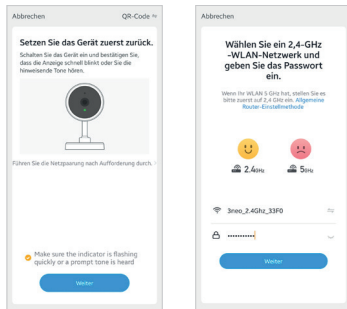 Abbrechen
QR-Code
Setzen Sie das Gerät zuerst zurück.
Schalten Sie das Gerät ein und bestätigen Sie,
dass die Anzeige schnell blinkt oder Sie die
hinweisende Tone hören.
Führen Sie die Netzpaarung nach Aufforderung durch.
Make sure the indicator is flashing
quickly or a prompt tone is heard
Weiter
Abbrechen
Wählen Sie ein 2,4-GHz
-WLAN-Netzwerk und
geben Sie das Passwort
ein.
Wenn Ihr WLAN 5 GHz hat, stellen Sie es
bitte zuerst auf 2,4 GHz ein. Allgemeine
Router-Einstellmethode
2.4GHz
5GHz
3neo_2.4Ghz_33F0
Weiter